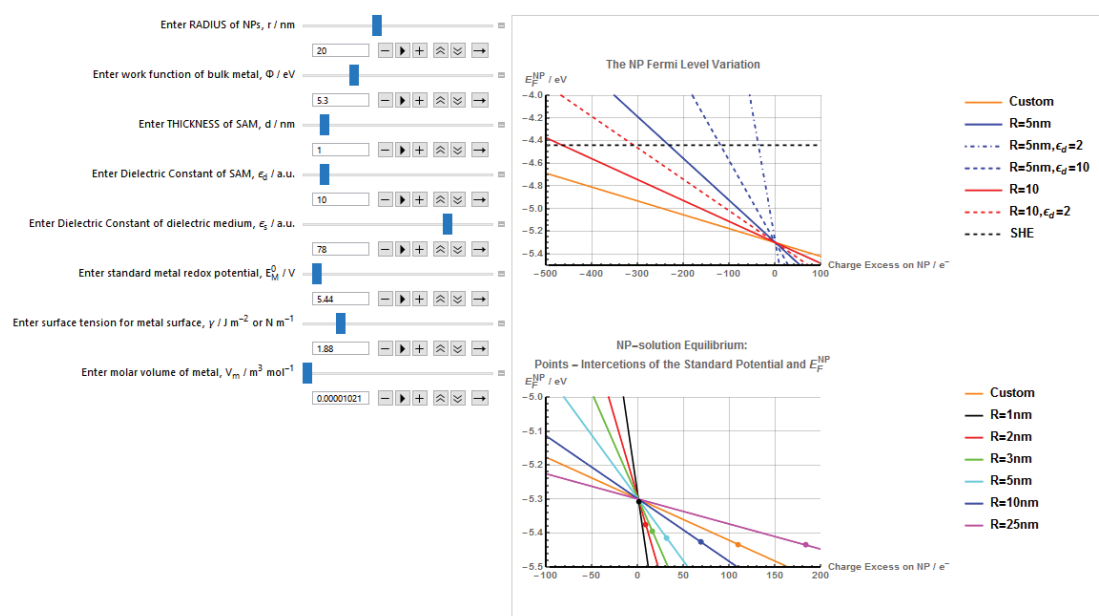 Enter RADIUS of NPs, r / nm
20
Enter work function of bulk metal, Φ / eV
5.3
Enter THICKNESS of SAM, d / nm
1
Enter Dielectric Constant of SAM, ϵd / a.u.
10
Enter Dielectric Constant of dielectric medium, ϵs / a.u.
78
Enter standard metal redox potential, E_M^0 / V
5.44
Enter surface tension for metal surface, γ / J m⁻² or N m⁻¹
1.88
Enter molar volume of metal, Vm / m³ mol⁻¹
0.00001021
The NP Fermi Level Variation
E_F^NP / eV
−4.0
−4.2
−4.4
−4.6
−4.8
−5.0
−5.2
−5.4
−500 −400 −300 −200 −100 0 100
Charge Excess on NP / e⁻
Custom
R=5nm
R=5nm,ϵd=2
R=5nm,ϵd=10
R=10
R=10,ϵd=2
SHE
NP−solution Equilibrium:
Points − Intercetions of the Standard Potential and E_F^NP
E_F^NP / eV
−5.0
−5.1
−5.2
−5.3
−5.4
−5.5
−100 −50 0 50 100 150 200
Charge Excess on NP / e⁻
Custom
R=1nm
R=2nm
R=3nm
R=5nm
R=10nm
R=25nm